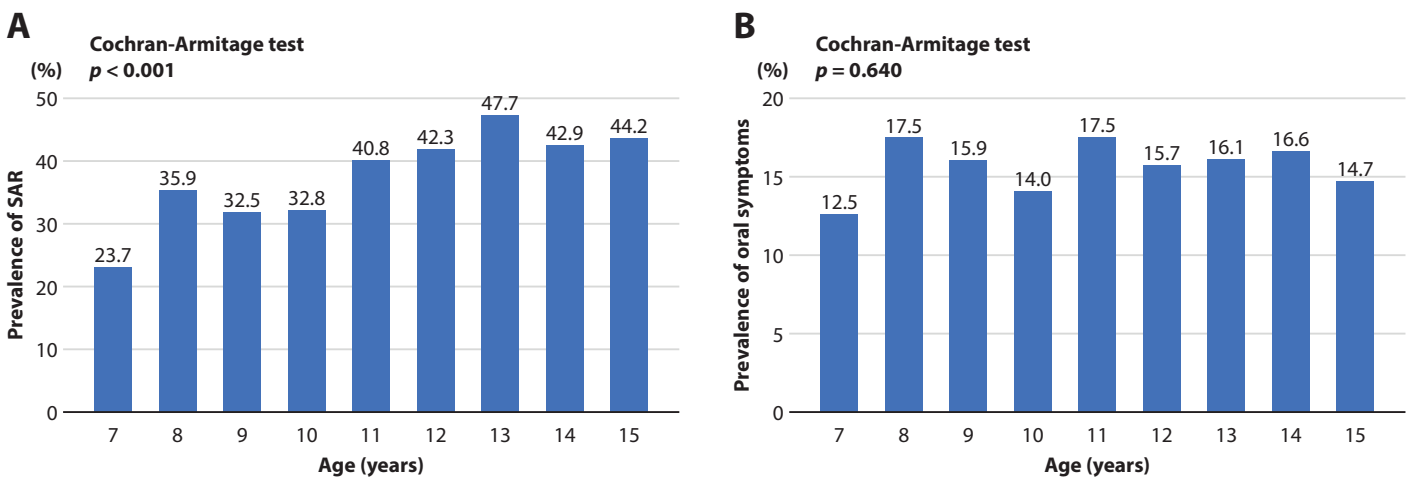 A
Cochran-Armitage test
(%) p < 0.001
50
40
30
20
10
0
Prevalence of SAR
23.7
35.9
32.5
32.8
40.8
42.3
47.7
42.9
44.2
7 8 9 10 11 12 13 14 15
Age (years)
B
Cochran-Armitage test
(%) p = 0.640
20
15
10
5
0
Prevalence of oral symptoms
12.5
17.5
15.9
14.0
17.5
15.7
16.1
16.6
14.7
7 8 9 10 11 12 13 14 15
Age (years)